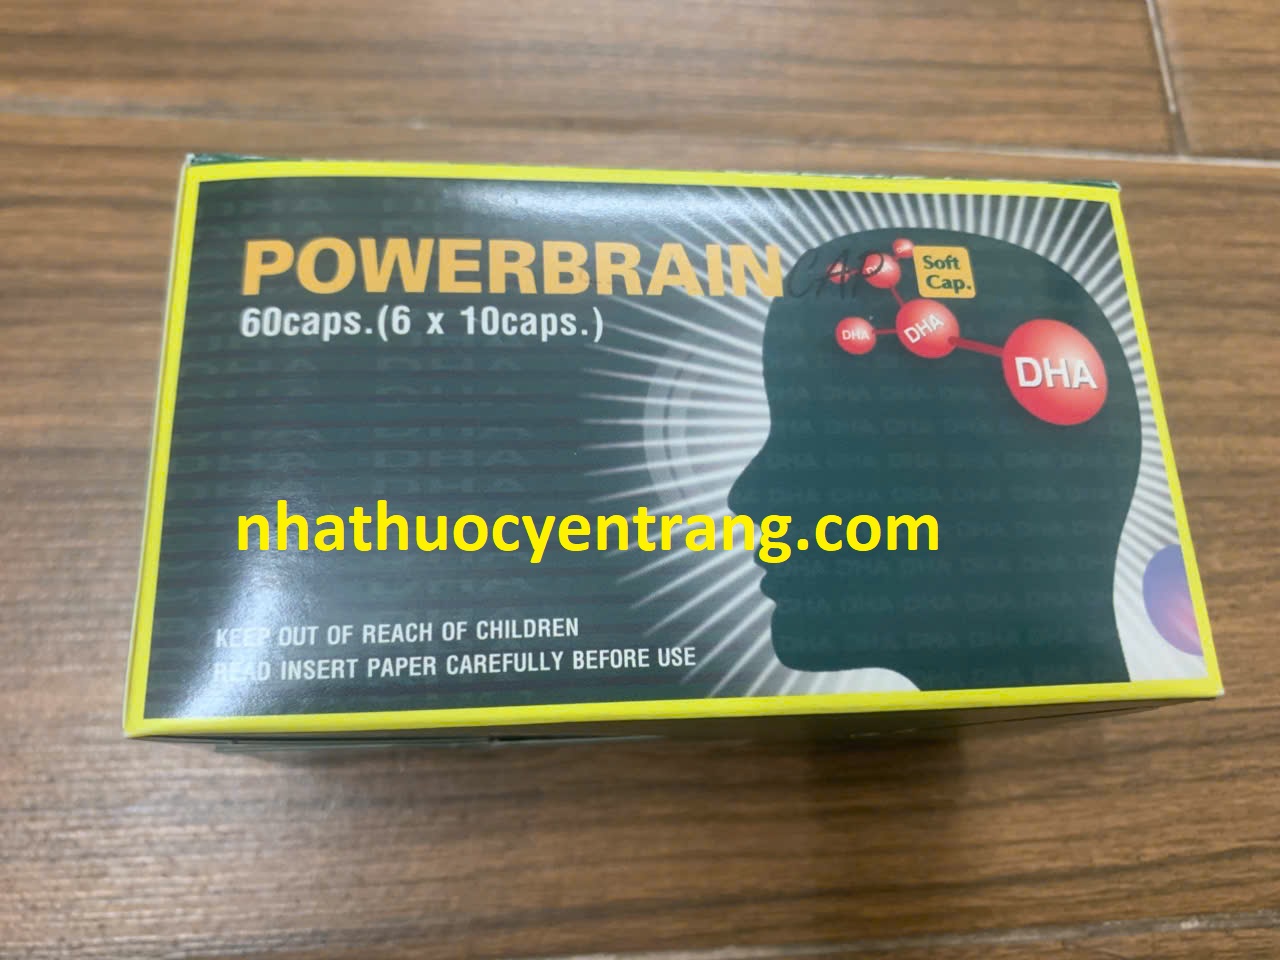 POWERBRAIN CAP Soft
Cap.
60caps.(6 x 10caps.)
DHA
DHA
DHA
nhathuocyentrang.com
KEEP OUT OF REACH OF CHILDREN
READ INSERT PAPER CAREFULLY BEFORE USE